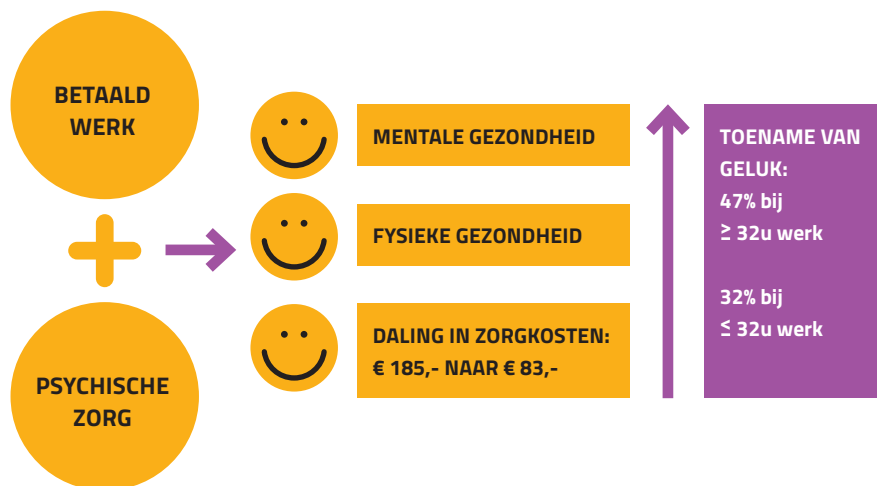 BETAALD
WERK
PSYCHISCHE
ZORG
MENTALE GEZONDHEID
FYSIEKE GEZONDHEID
DALING IN ZORGKOSTEN:
€ 185,- NAAR € 83,-
TOENAME VAN
GELUK:
47% bij
≥ 32u werk
32% bij
≤ 32u werk